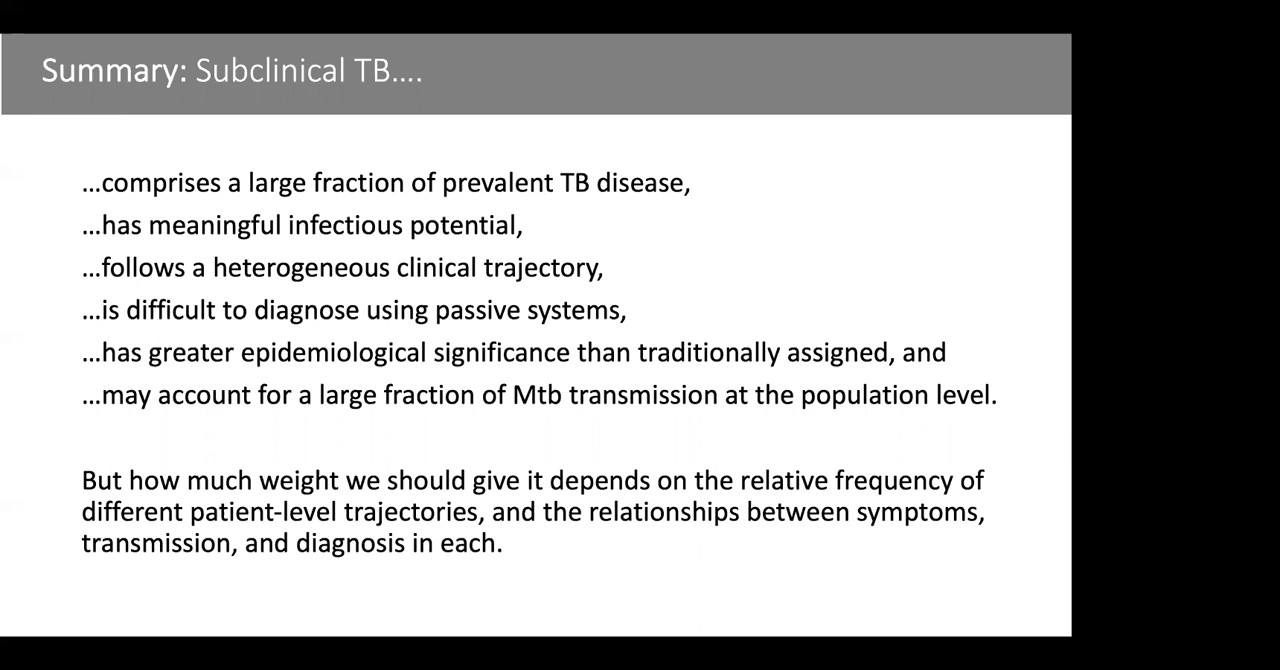 Summary: Subclinical TB....
...comprises a large fraction of prevalent TB disease,
...has meaningful infectious potential,
...follows a heterogeneous clinical trajectory,
...is difficult to diagnose using passive systems,
...has greater epidemiological significance than traditionally assigned, and
...may account for a large fraction of Mtb transmission at the population level.
But how much weight we should give it depends on the relative frequency of
different patient-level trajectories, and the relationships between symptoms,
transmission, and diagnosis in each.